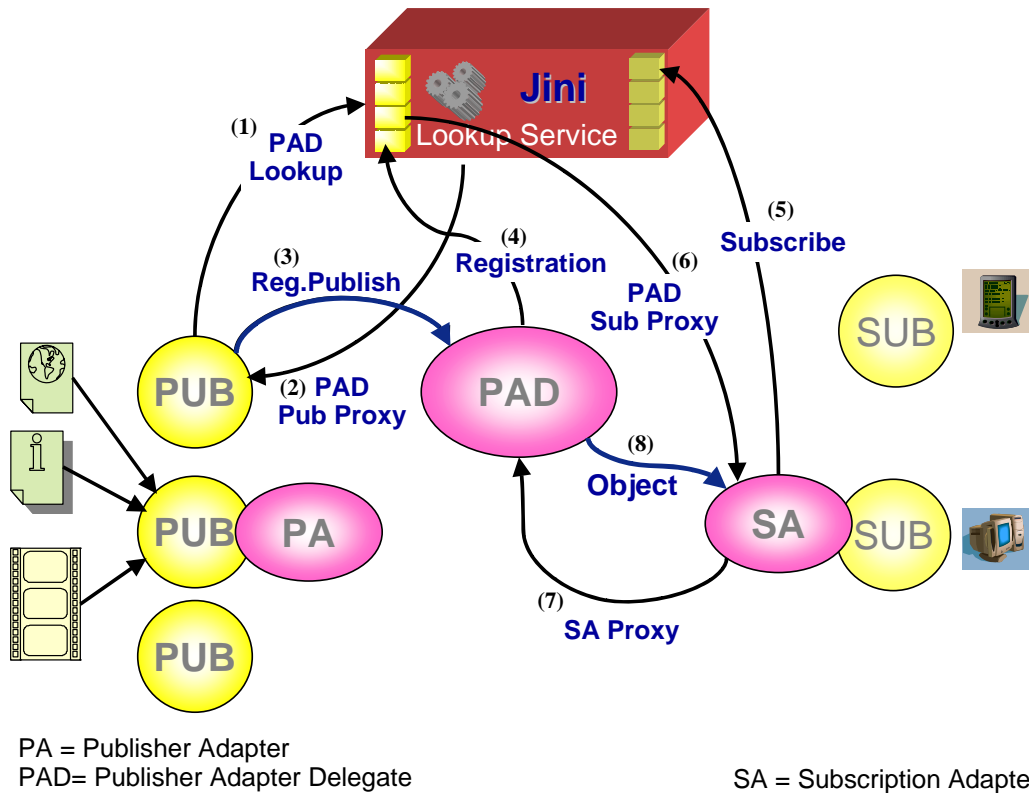 Jini
Lookup Service
(1)
PAD
Lookup
(5)
Subscribe
(4)
Registration
(3)
Reg.Publish
(6)
PAD
Sub Proxy
SUB
PUB
(2) PAD
Pub Proxy
PAD
i
(8)
Object
PUB
PA
SA
SUB
(7)
SA Proxy
PUB
PA = Publisher Adapter
PAD= Publisher Adapter Delegate
SA = Subscription Adapte